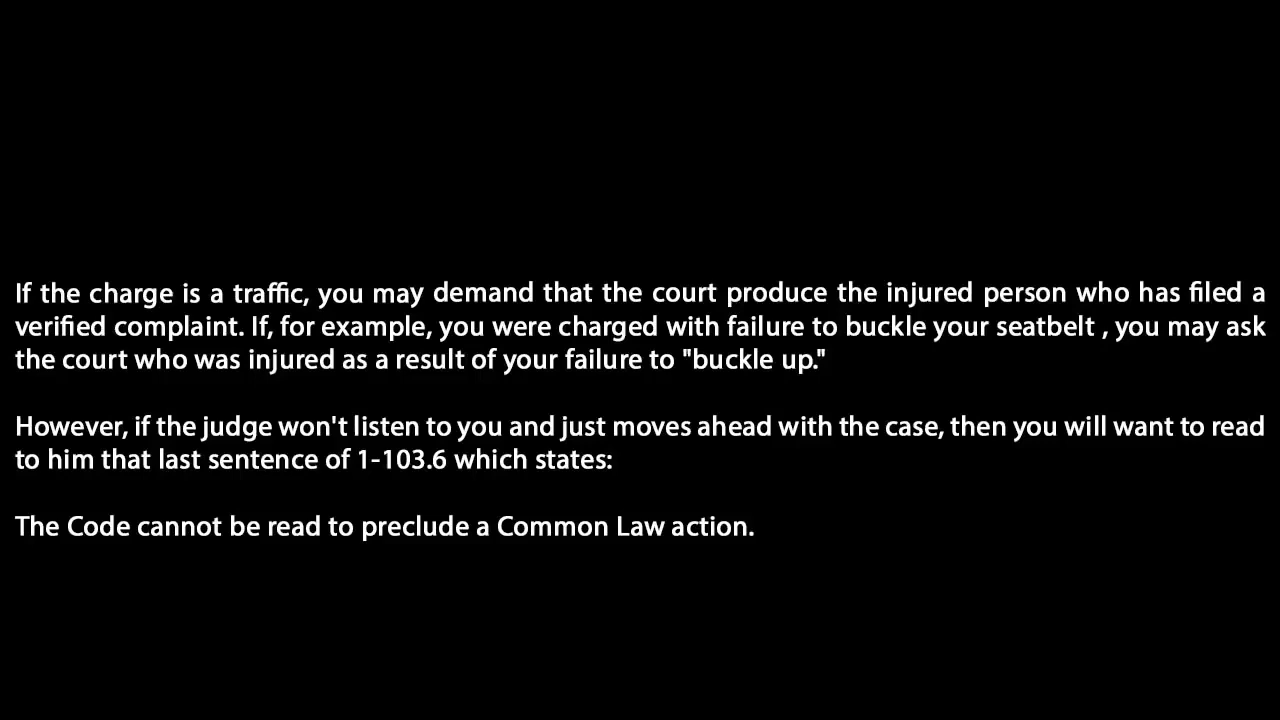 If the charge is a traffic, you may demand that the court produce the injured person who has filed a
verified complaint. If, for example, you were charged with failure to buckle your seatbelt , you may ask
the court who was injured as a result of your failure to "buckle up."
However, if the judge won't listen to you and just moves ahead with the case, then you will want to read
to him that last sentence of 1-103.6 which states:
The Code cannot be read to preclude a Common Law action.